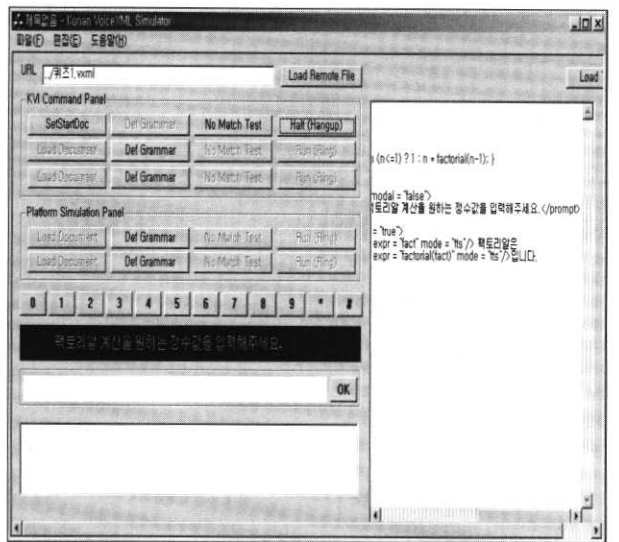 제목없음 - Konan VoiceXML Simulator
파일(F) 편집(E) 도움말(H)
URL ../퀴즈1.vxml Load Remote File Load
KVI Command Panel
SetStartDoc Def Grammar No Match Test Halt (Hangup)
Load Document Def Grammar No Match Test Run (Ring)
Load Document Def Grammar No Match Test Run (Ring)
Platform Simulation Panel
Load Document Def Grammar No Match Test Run (Ring)
Load Document Def Grammar No Match Test Run (Ring)
0 1 2 3 4 5 6 7 8 9 * #
팩토리알 계산을 원하는 정수값을 입력해주세요.
OK
(n<=1) ? 1 : n * factorial(n-1); }
modal = "false">
팩토리알 계산을 원하는 정수값을 입력해주세요. </prompt>
= "true">
expr = "fact" mode = "tts"/> 팩토리알은
expr = "factorial(fact)" mode = "tts"/>입니다.